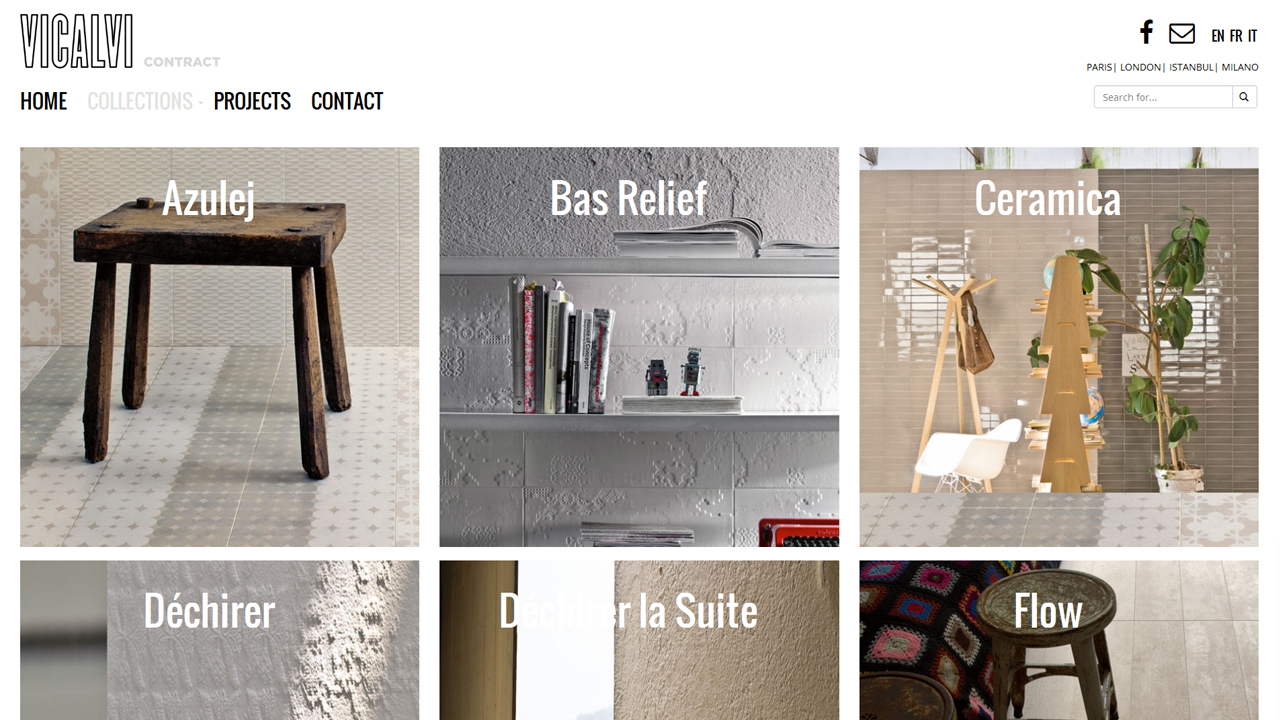 VICALVI CONTRACT
EN FR IT
PARIS| LONDON| ISTANBUL| MILANO
HOME COLLECTIONS PROJECTS CONTACT
Search for...
Azulej
Bas Relief
Ceramica
Déchirer
Déchirer la Suite
Flow